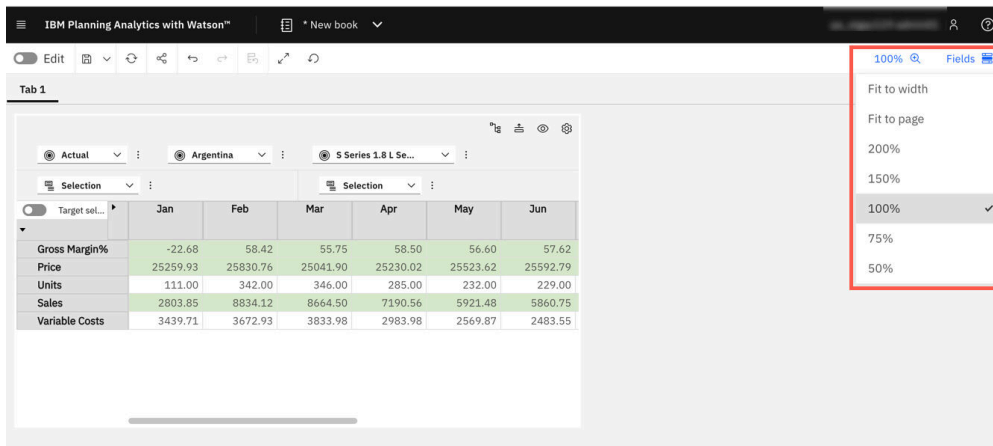 IBM Planning Analytics with Watson™ * New book
Edit 100% Fields
Tab 1
Fit to width
Fit to page
200%
150%
100%
75%
50%
Actual Argentina S Series 1.8 L Se...
Selection Selection
Target sel... Jan Feb Mar Apr May Jun
Gross Margin% -22.68 58.42 55.75 58.50 56.60 57.62
Price 25259.93 25830.76 25041.90 25230.02 25523.62 25592.79
Units 111.00 342.00 346.00 285.00 232.00 229.00
Sales 2803.85 8834.12 8664.50 7190.56 5921.48 5860.75
Variable Costs 3439.71 3672.93 3833.98 2983.98 2569.87 2483.55